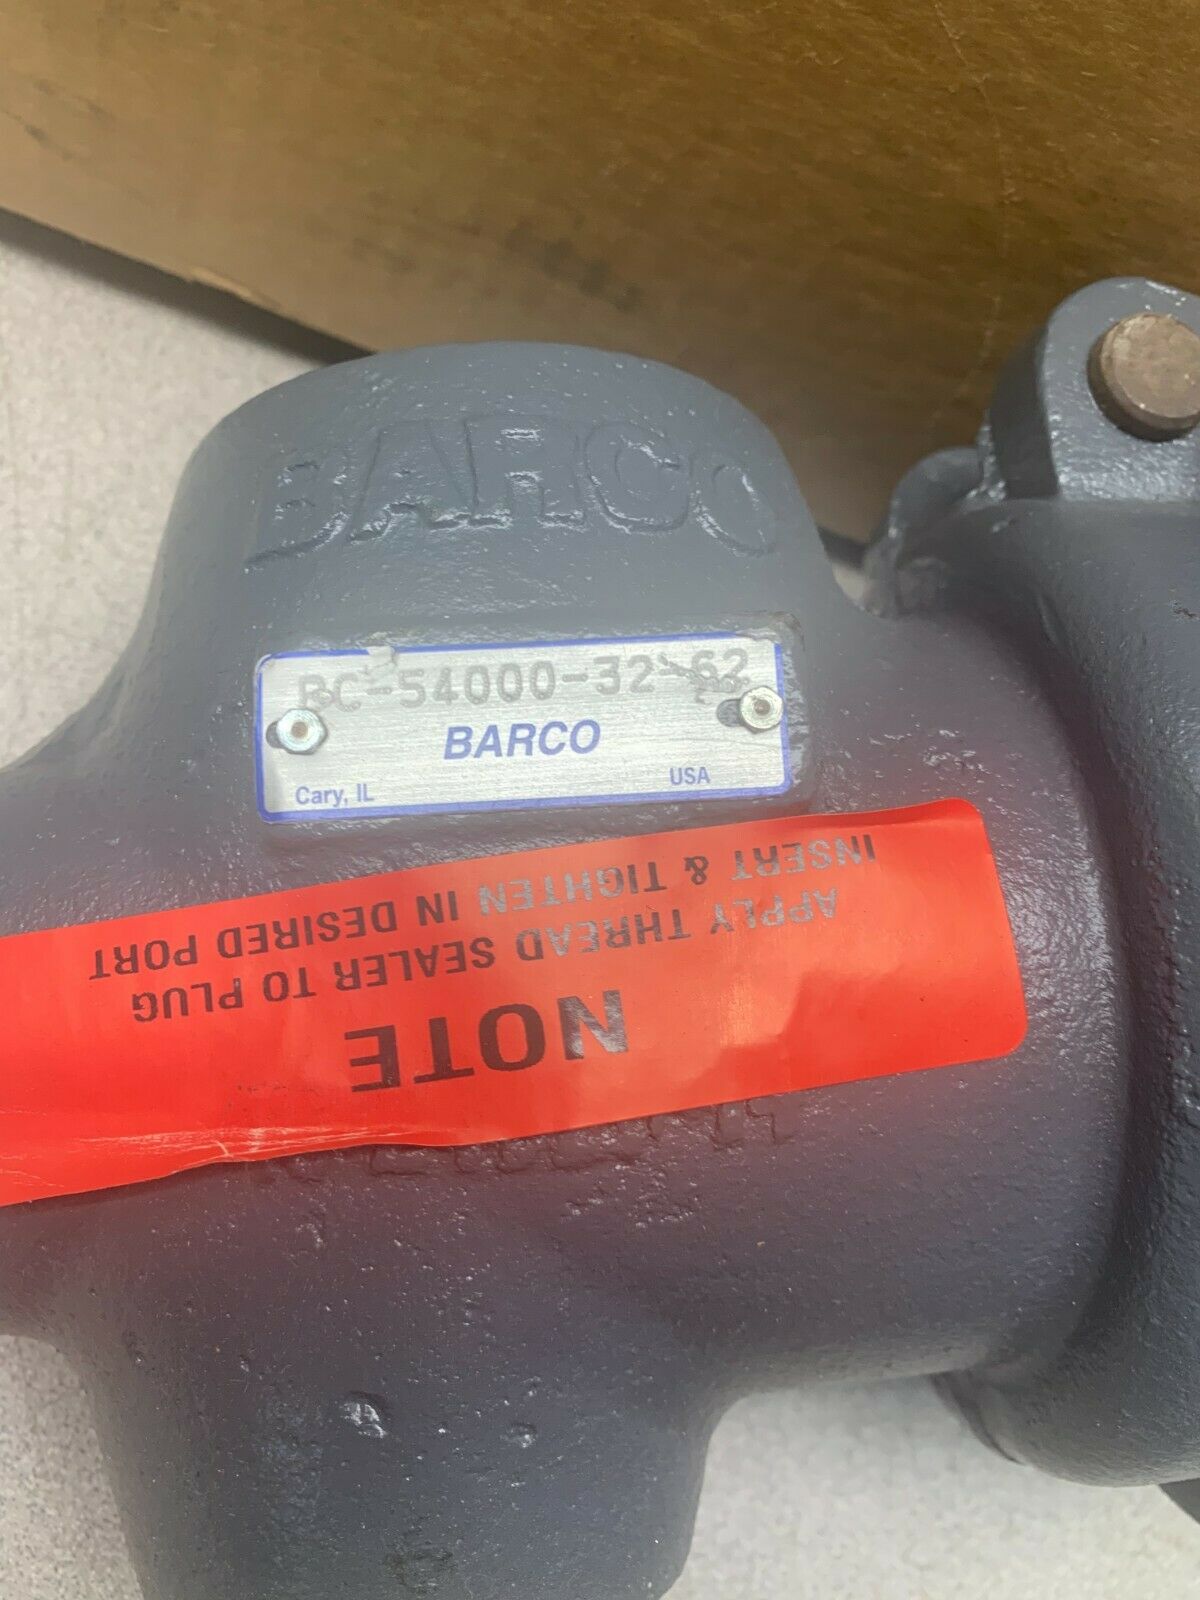 BARCO
BC-54000-32-62
BARCO
Cary, IL USA
NOTE
APPLY THREAD SEALER TO PLUG
INSERT & TIGHTEN IN DESIRED PORT